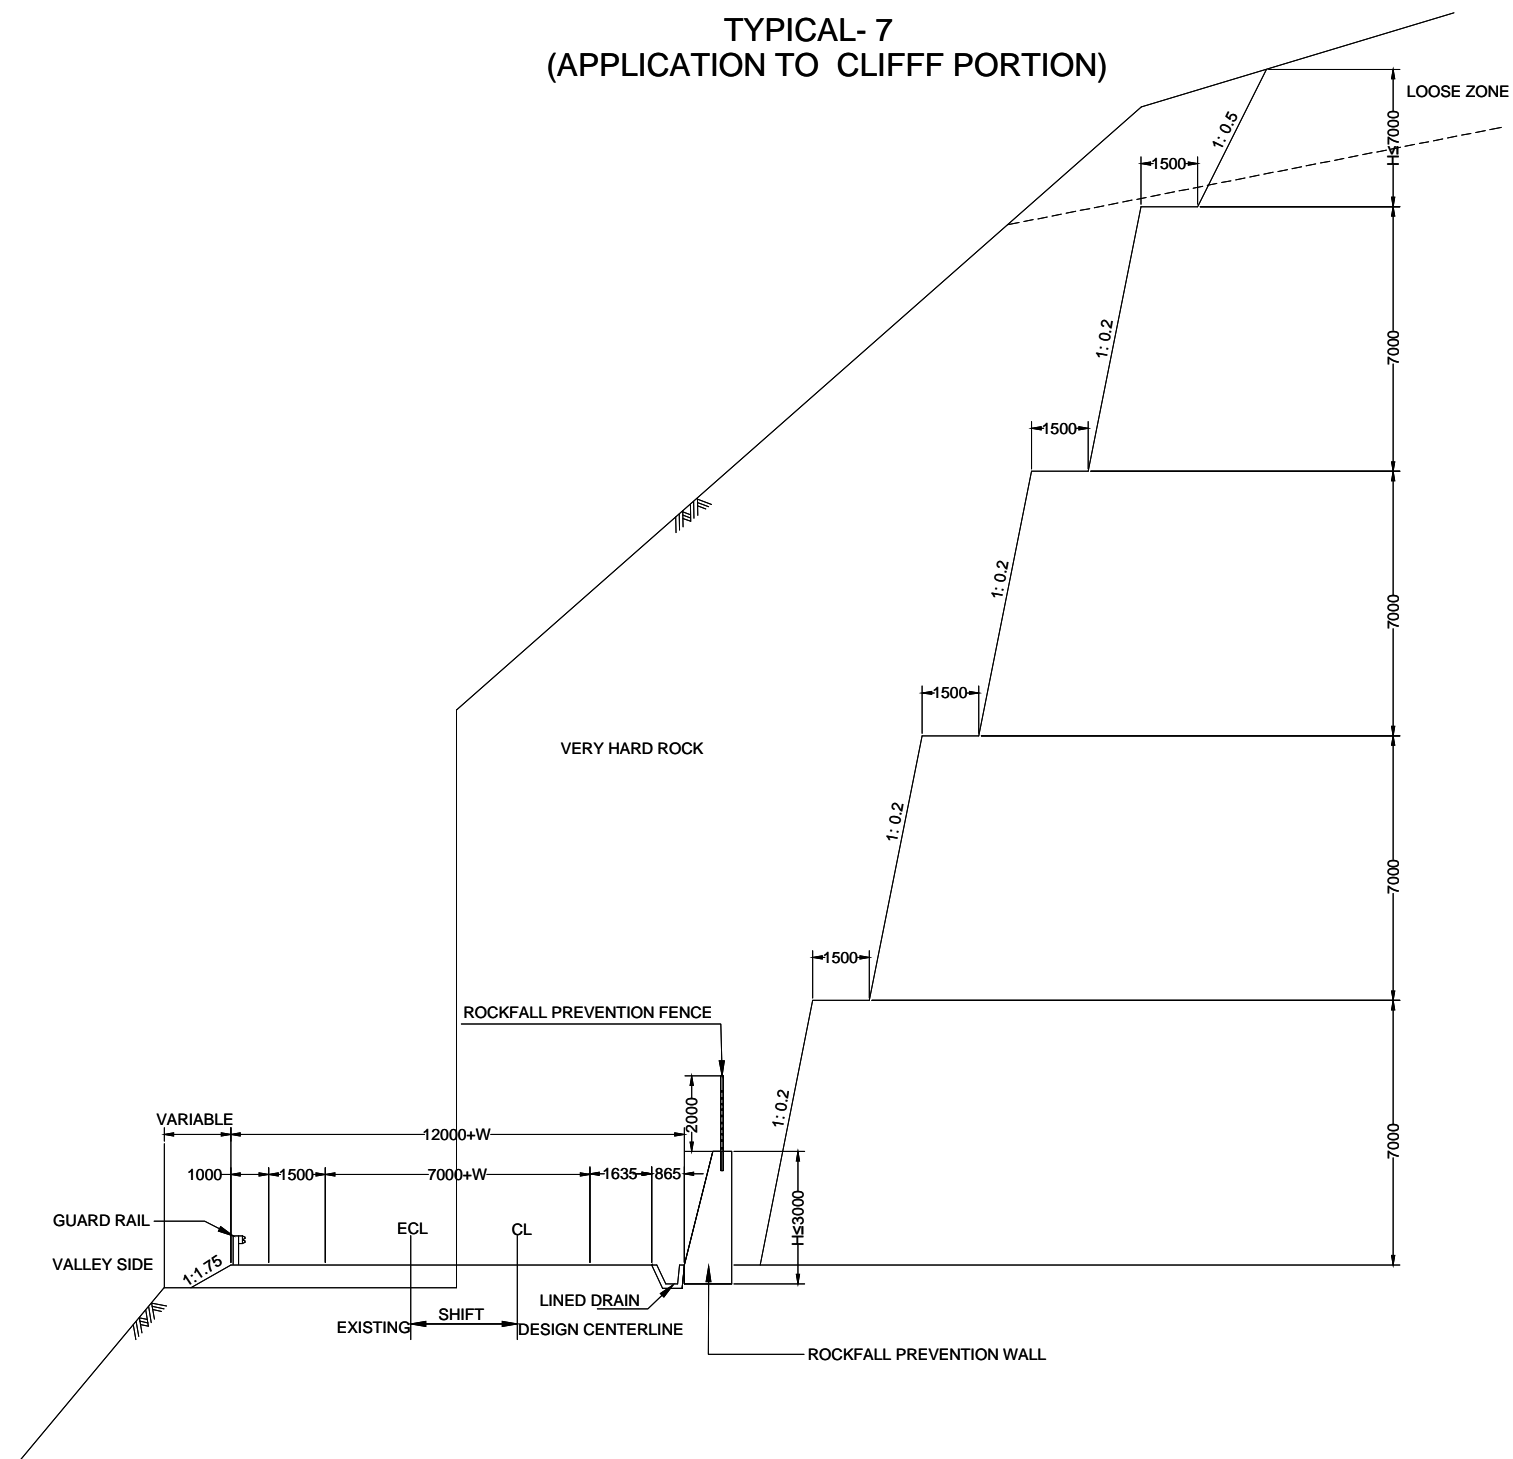 TYPICAL- 7
(APPLICATION TO CLIFFF PORTION)
LOOSE ZONE
1: 0.5
H≤7000
1500
1: 0.2
7000
1500
1: 0.2
7000
1500
VERY HARD ROCK
1: 0.2
7000
1500
ROCKFALL PREVENTION FENCE
1: 0.2
2000
7000
VARIABLE
12000+W
1000
1500
7000+W
1635
865
H≤3000
GUARD RAIL
ECL
CL
VALLEY SIDE
1:1.75
LINED DRAIN
SHIFT
EXISTING
DESIGN CENTERLINE
ROCKFALL PREVENTION WALL